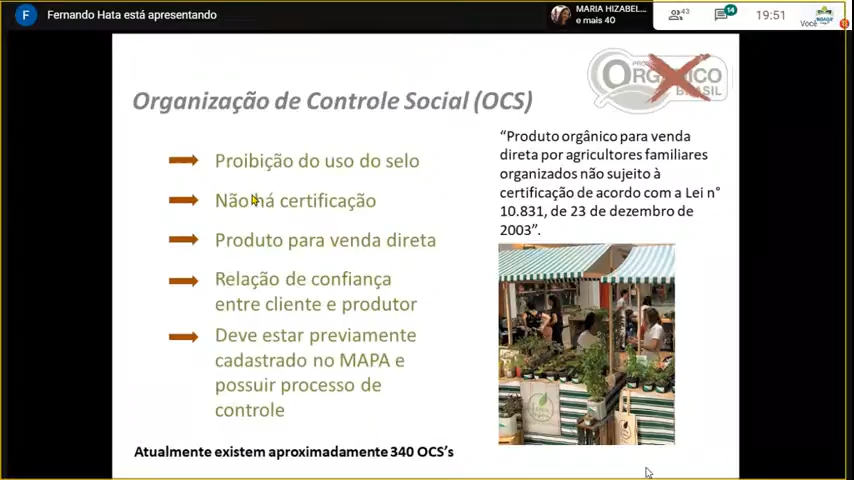 F Fernando Hata está apresentando
MARIA HIZABEL...
e mais 40
43
14
19:51
Você
Organização de Controle Social (OCS)
PRO
ORGÂNICO
BRASIL
Proibição do uso do selo
Não há certificação
Produto para venda direta
Relação de confiança
entre cliente e produtor
Deve estar previamente
cadastrado no MAPA e
possuir processo de
controle
“Produto orgânico para venda
direta por agricultores familiares
organizados não sujeito à
certificação de acordo com a Lei n°
10.831, de 23 de dezembro de
2003”.
Atualmente existem aproximadamente 340 OCS’s